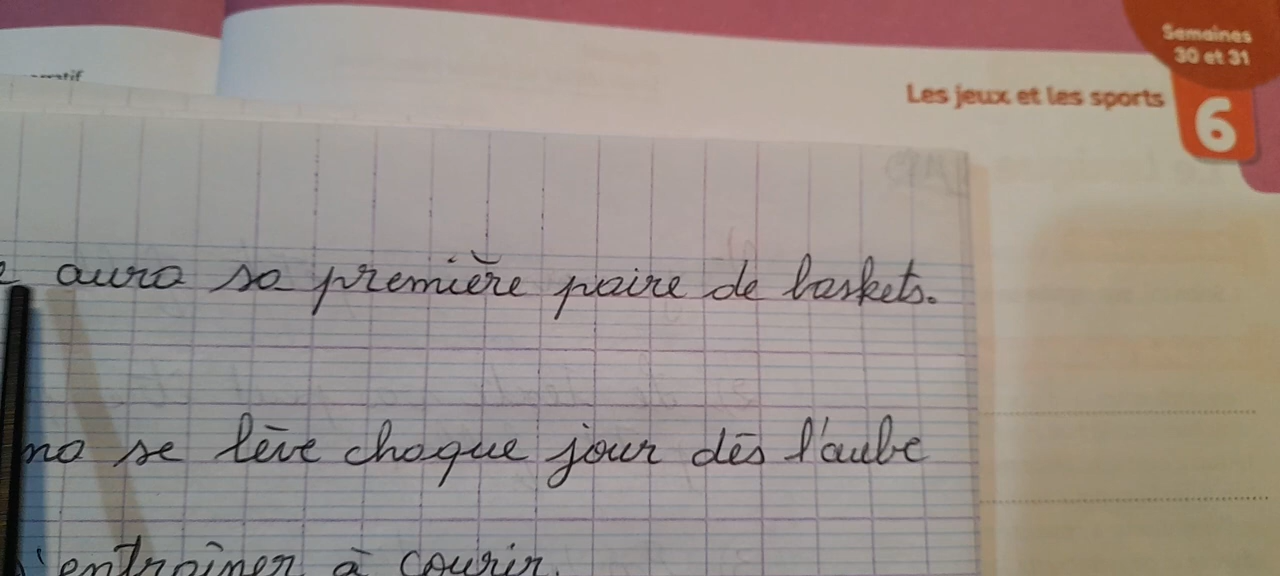 Semaines
30 et 31
Les jeux et les sports
6
aura sa première paire de baskets.
se lève chaque jour dès l'aube
entraîner à courir.